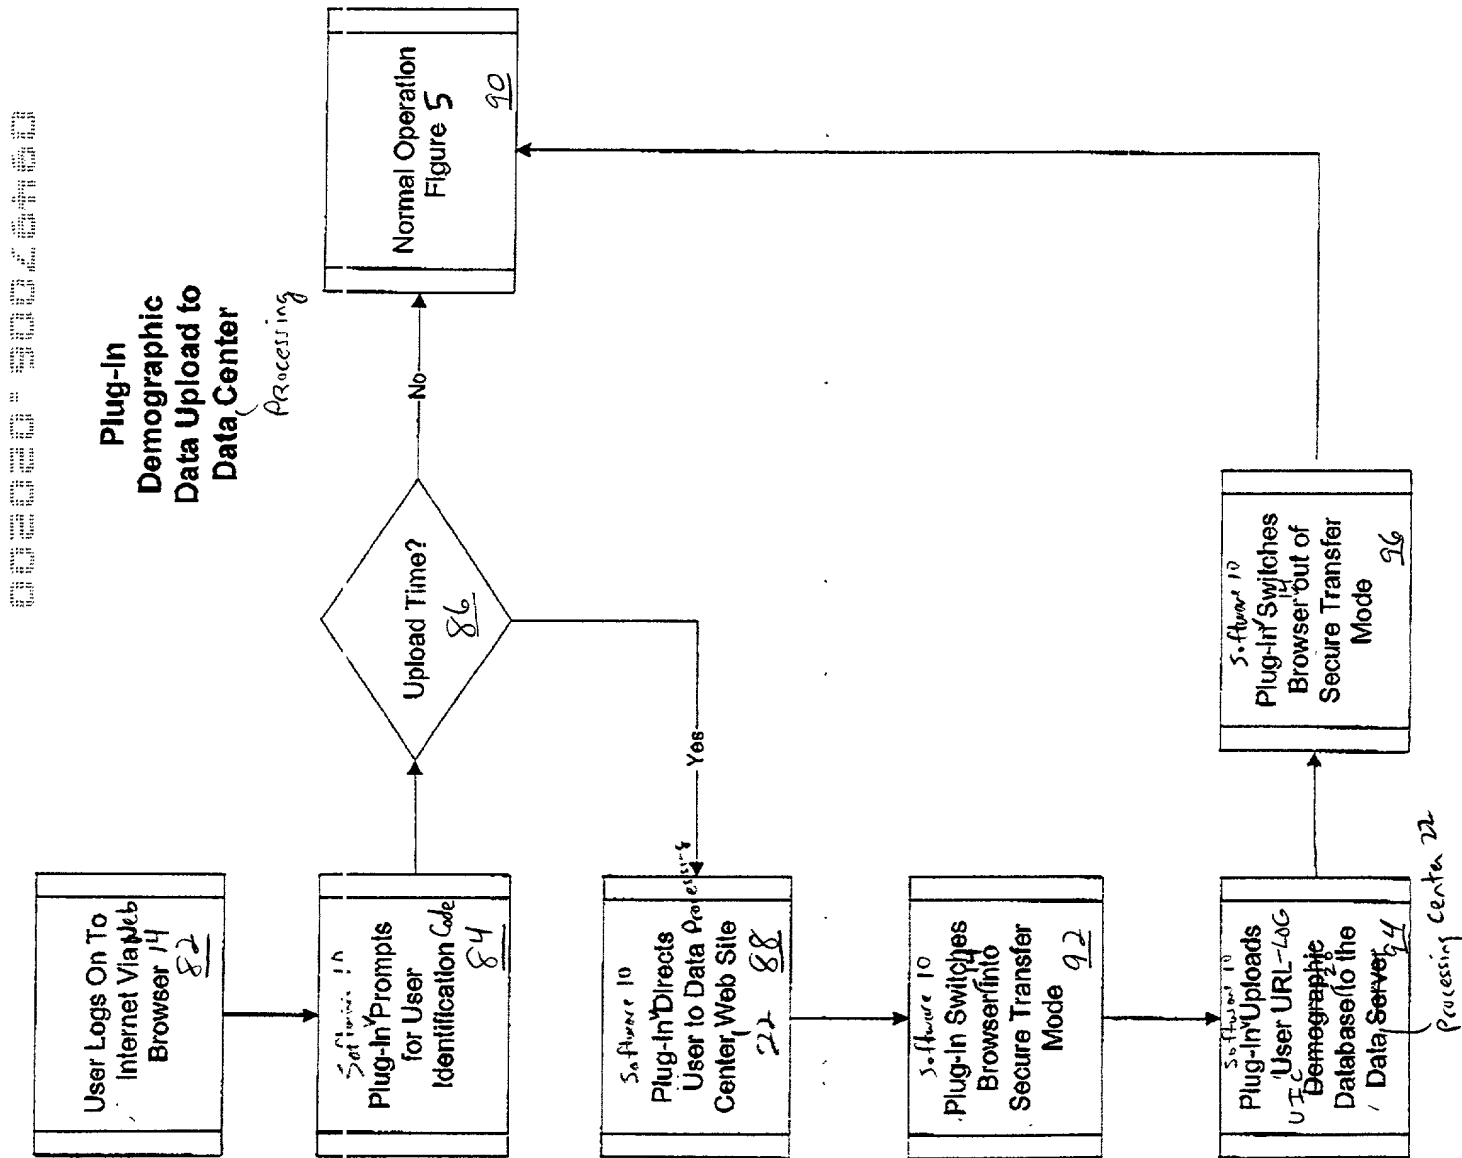 Plug-In
Demographic
Data Upload to
Data Center
Processing
User Logs On To
Internet Via Web
Browser 14
82
Software 10
Plug-In Prompts
for User
Identification Code
84
Upload Time?
86
No
Yes
Normal Operation
Figure 5
90
Software 10
Plug-In Directs
User to Data Processing
Center Web Site
22 88
Software 10
Plug-In Switches
14
Browser into
Secure Transfer
Mode 92
Software 10
Plug-In Uploads
UIC User URL-LOG
Demographic
20
Database to the
Data Server 94
Processing Center 22
Software 10
Plug-In Switches
14
Browser out of
Secure Transfer
Mode 96